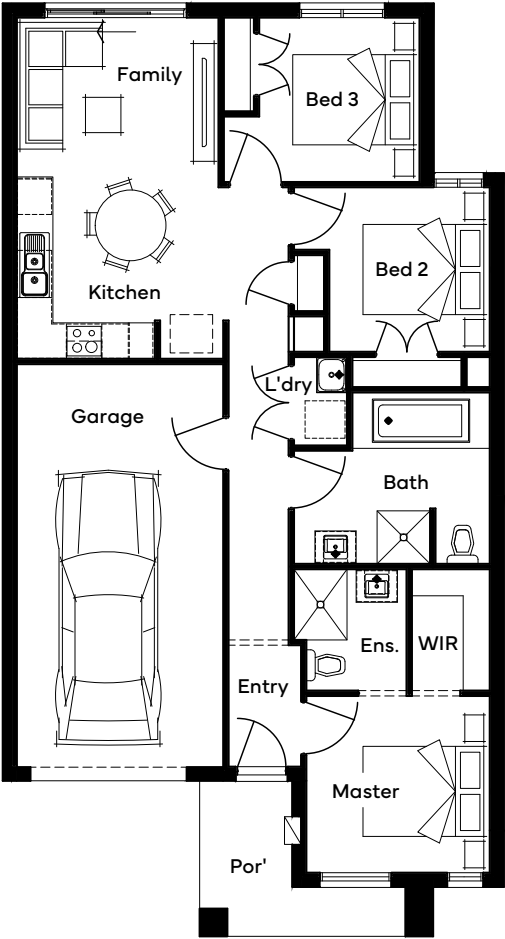 Family
Bed 3
Bed 2
Kitchen
L'dry
Garage
Bath
Ens.
WIR
Entry
Master
Por'